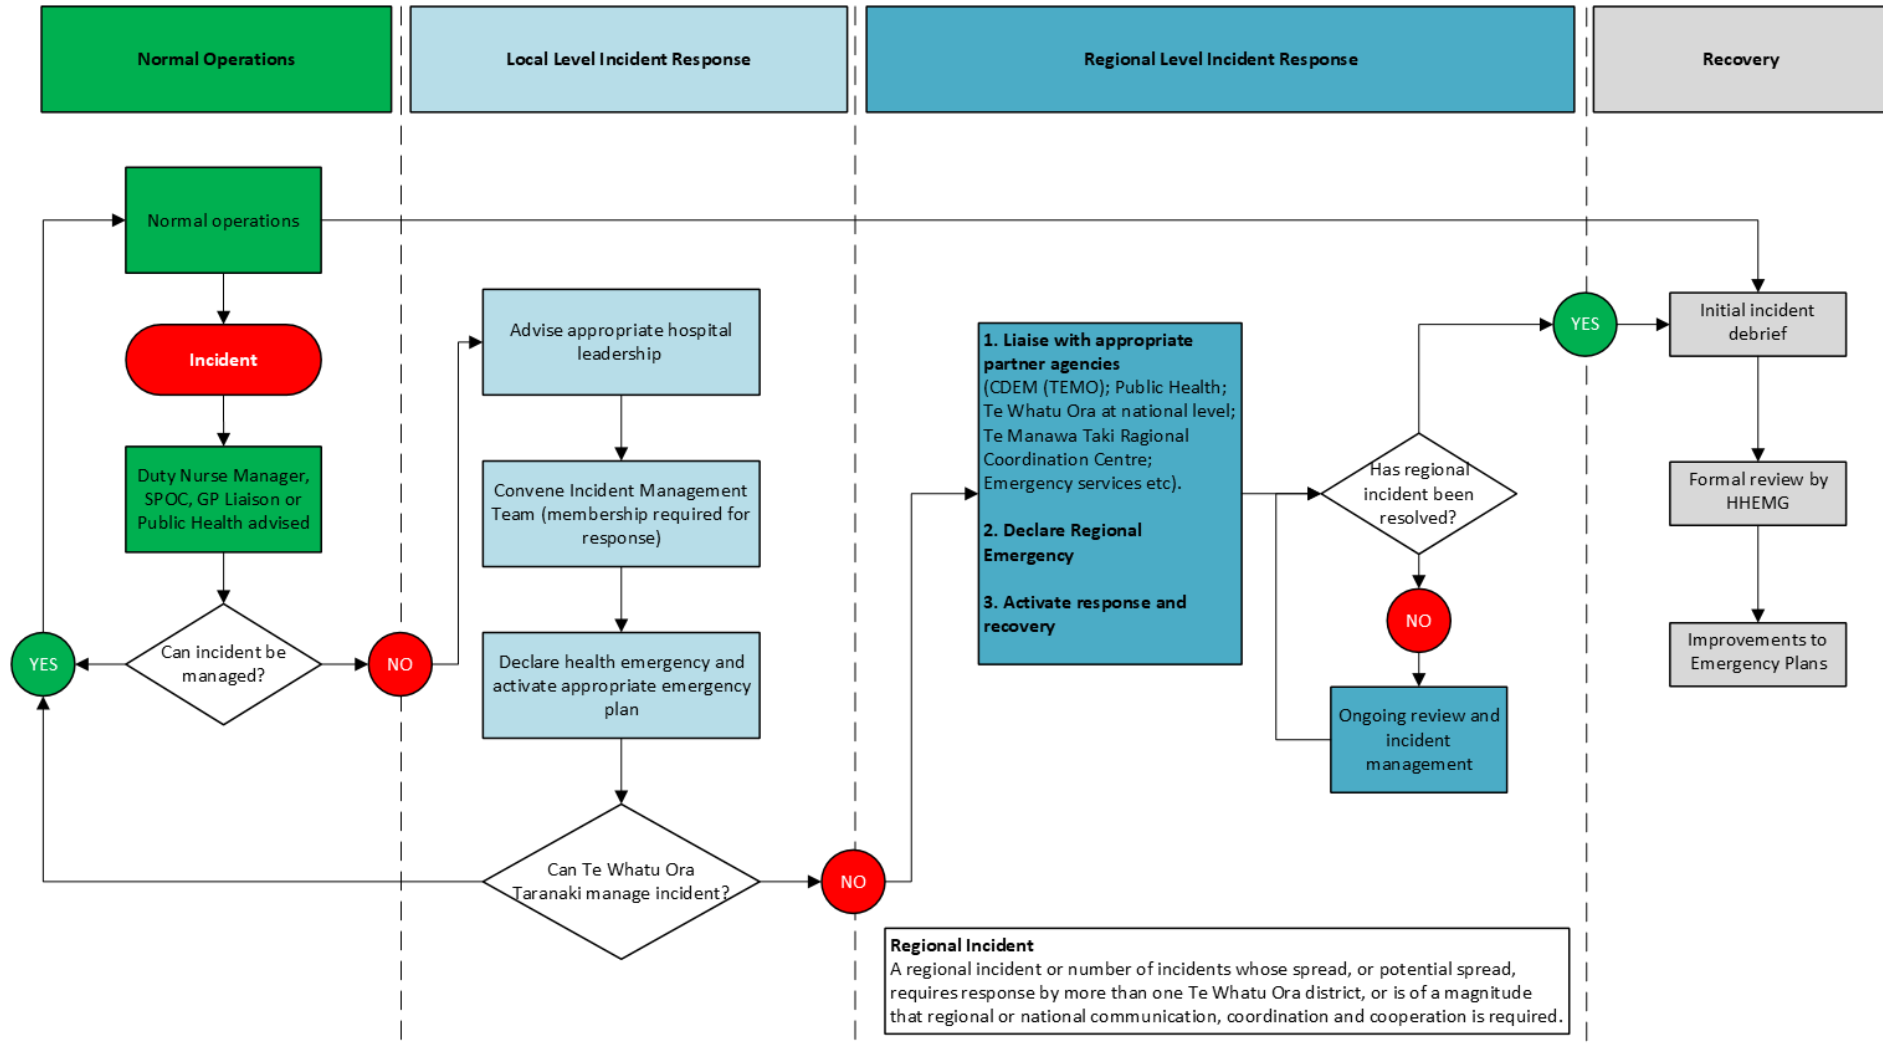 Normal Operations
Local Level Incident Response
Regional Level Incident Response
Recovery
Normal operations
Incident
Duty Nurse Manager,
SPOC, GP Liaison or
Public Health advised
Can incident be
managed?
YES
NO
Advise appropriate hospital
leadership
Convene Incident Management
Team (membership required for
response)
Declare health emergency and
activate appropriate emergency
plan
Can Te Whatu Ora
Taranaki manage incident?
NO
1. Liaise with appropriate
partner agencies
(CDEM (TEMO); Public Health;
Te Whatu Ora at national level;
Te Manawa Taki Ragional
Coordination Centre;
Emergency services etc).
2. Declare Regional
Emergency
3. Activate response and
recovery
Has regional
incident been
resolved?
YES
NO
Ongoing review and
incident
management
Initial incident
debrief
Formal review by
HHEMG
Improvements to
Emergency Plans
Regional Incident
A regional incident or number of incidents whose spread, or potential spread,
requires response by more than one Te Whatu Ora district, or is of a magnitude
that regional or national communication, coordination and cooperation is required.